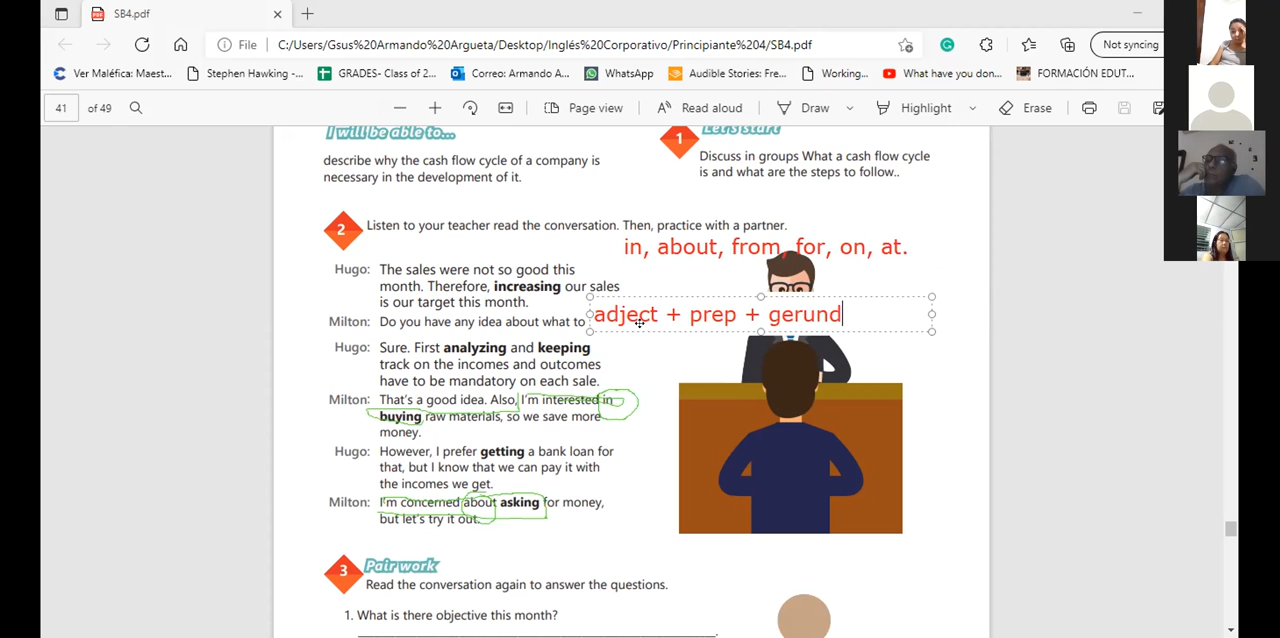 SB4.pdf
File
C:/Users/Gsus%20Armando%20Argueta/Desktop/Inglés%20Corporativo/Principiante%204/SB4.pdf
Not syncing
Ver Maléfica: Maest...
Stephen Hawking -...
GRADES- Class of 2...
Correo: Armando A...
WhatsApp
Audible Stories: Fre...
Working...
What have you don...
FORMACIÓN EDUT...
41 of 49
Page view
Read aloud
Draw
Highlight
Erase
I will be able to...
describe why the cash flow cycle of a company is
necessary in the development of it.
1
Let's start
Discuss in groups What a cash flow cycle
is and what are the steps to follow..
2
Listen to your teacher read the conversation. Then, practice with a partner.
in, about, from, for, on, at.
Hugo: The sales were not so good this
month. Therefore, increasing our sales
is our target this month.
adject + prep + gerund
Milton: Do you have any idea about what to
Hugo: Sure. First analyzing and keeping
track on the incomes and outcomes
have to be mandatory on each sale.
Milton: That's a good idea. Also, I'm interested in
buying raw materials, so we save more
money.
Hugo: However, I prefer getting a bank loan for
that, but I know that we can pay it with
the incomes we get.
Milton: I'm concerned about asking for money,
but let's try it out.
3
Pair work
Read the conversation again to answer the questions.
1. What is there objective this month?